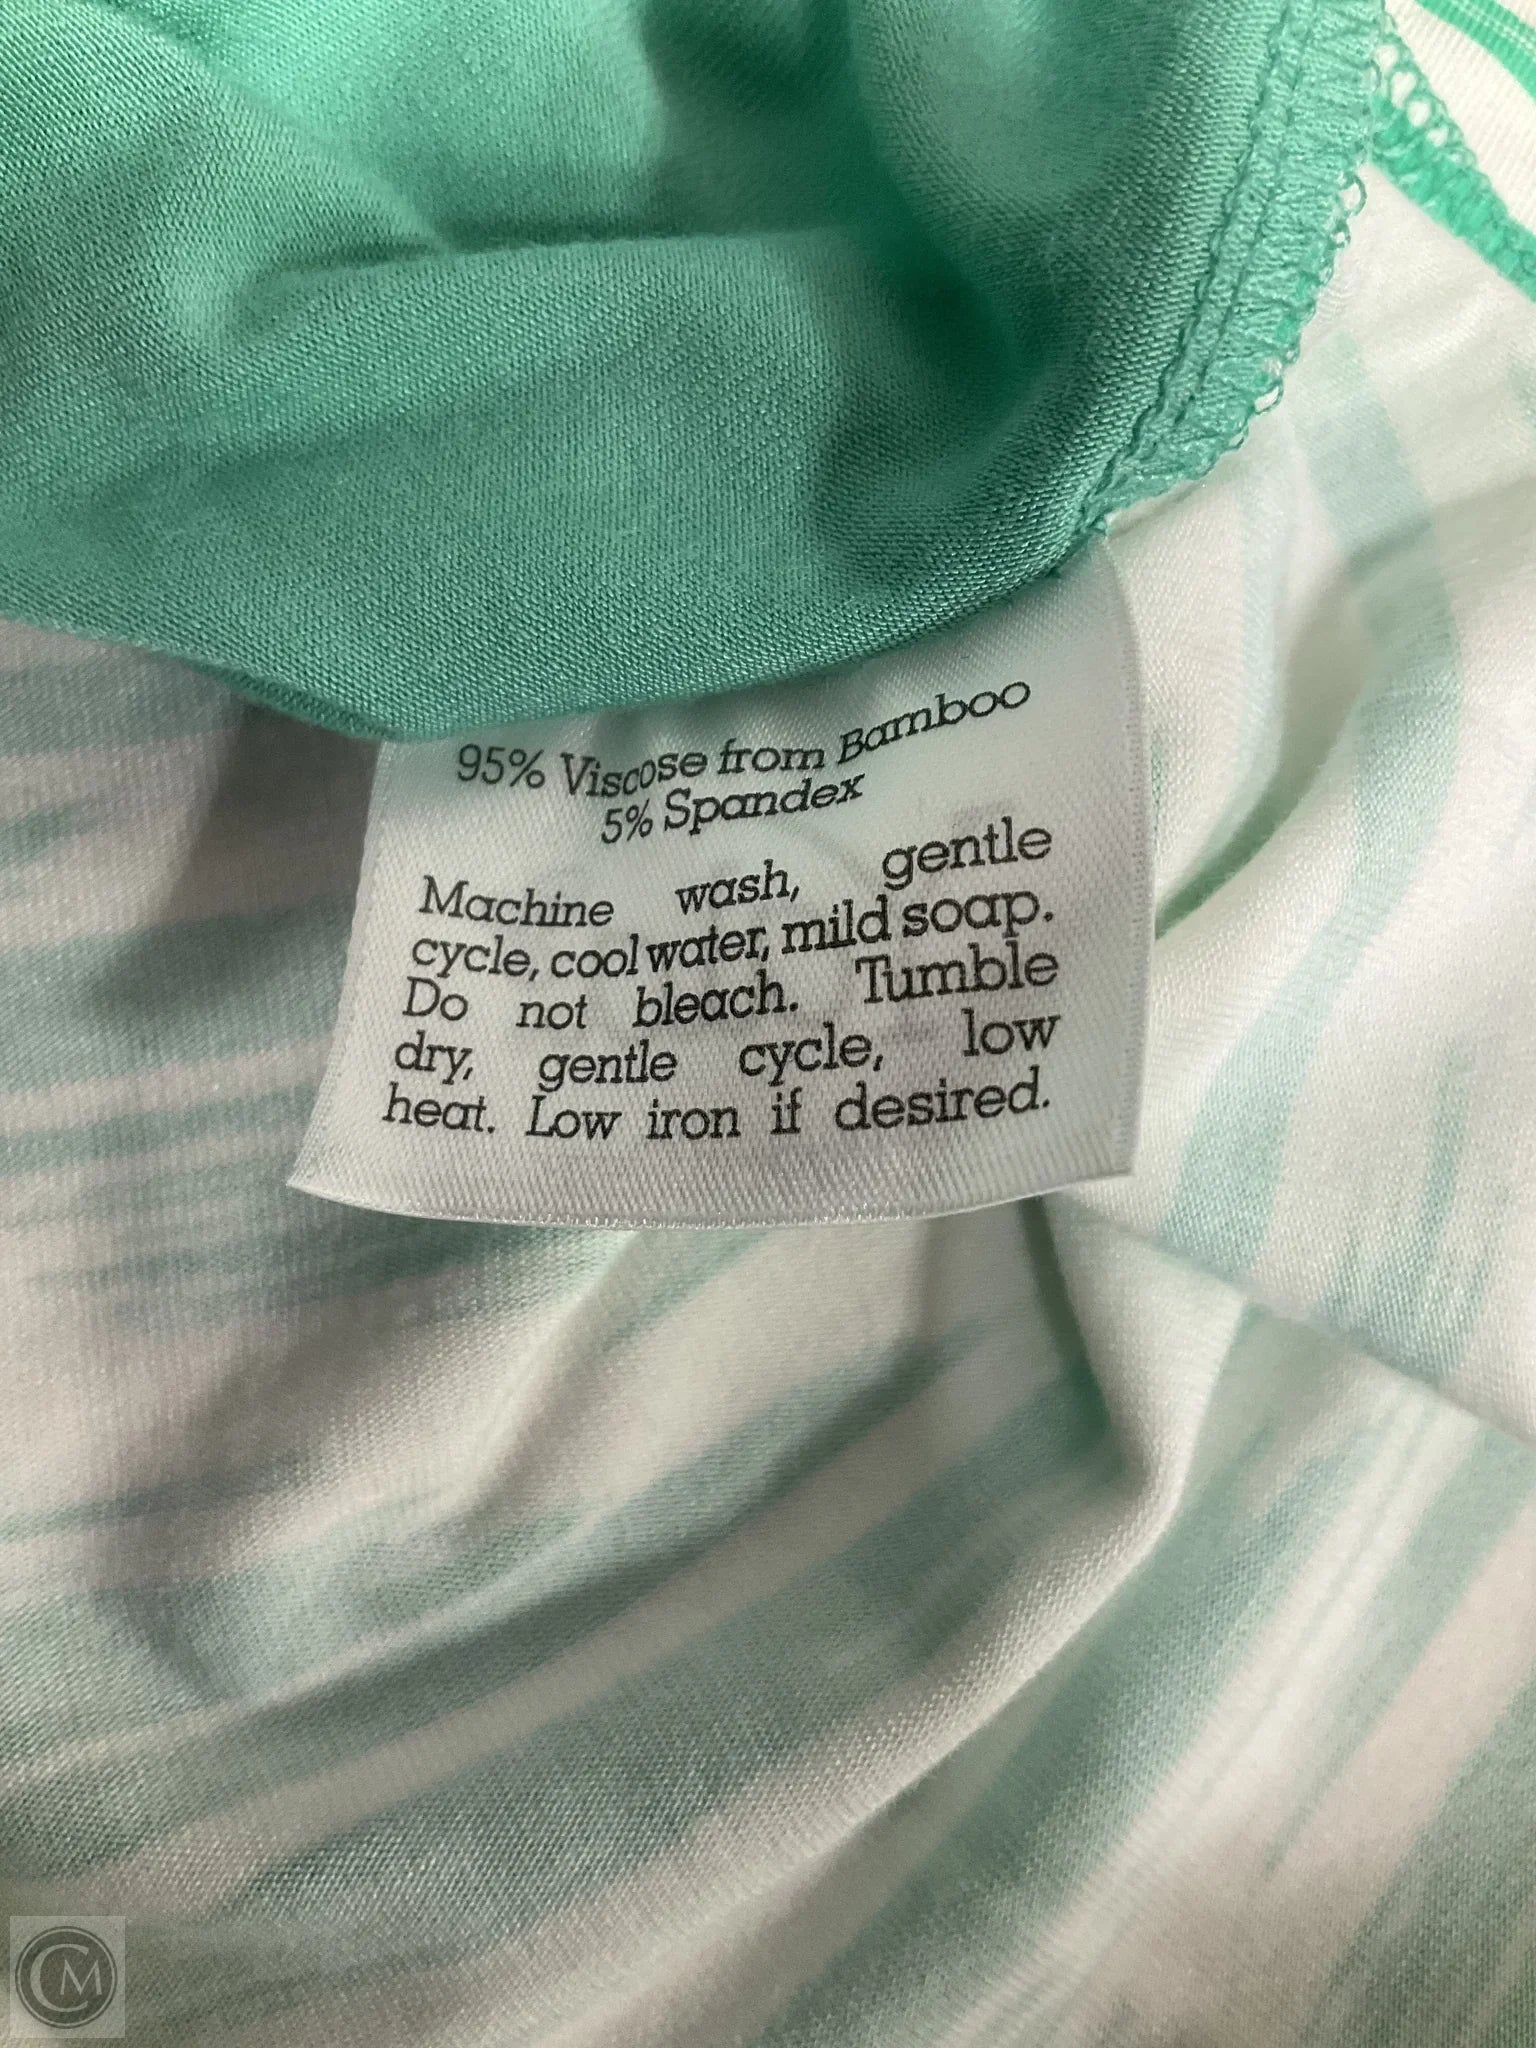 95% Viscose from Bamboo
5% Spandex
Machine wash, gentle
cycle, cool water, mild soap.
Do not bleach. Tumble
dry, gentle cycle, low
heat. Low iron if desired.
CM